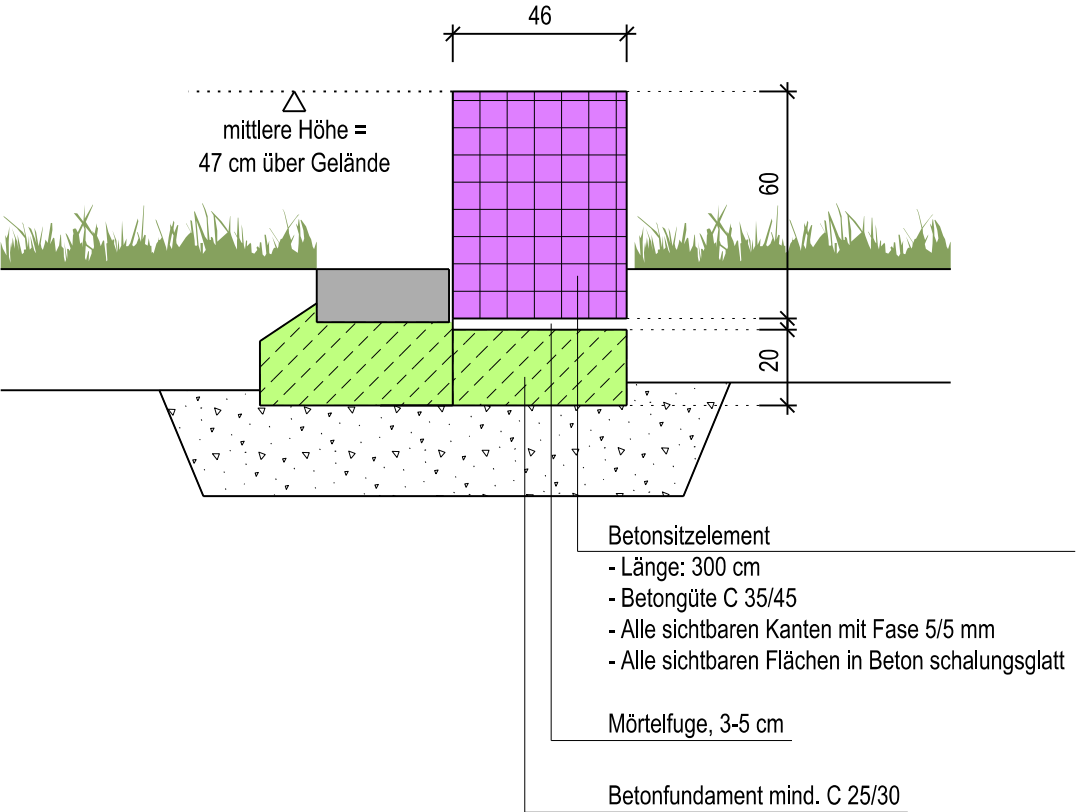 46
mittlere Höhe =
47 cm über Gelände
60
20
Betonsitzelement
- Länge: 300 cm
- Betongüte C 35/45
- Alle sichtbaren Kanten mit Fase 5/5 mm
- Alle sichtbaren Flächen in Beton schalungsglatt
Mörtelfuge, 3-5 cm
Betonfundament mind. C 25/30